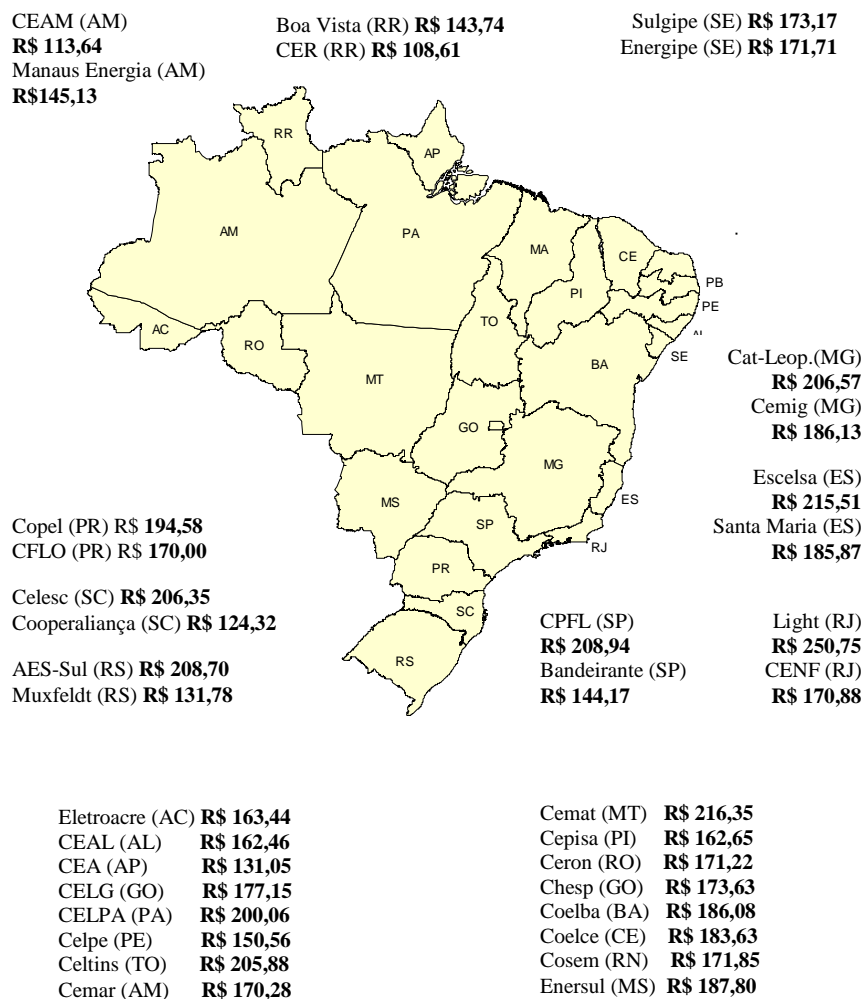 CEAM (AM)
R$ 113,64
Manaus Energia (AM)
R$145,13
Boa Vista (RR) R$ 143,74
CER (RR) R$ 108,61
Sulgipe (SE) R$ 173,17
Energipe (SE) R$ 171,71
RR
AP
AM
PA
MA
CE
PI
PB
PE
TO
AC
RO
SE
BA
MT
GO
MG
ES
MS
SP
RJ
PR
SC
RS
Cat-Leop.(MG)
R$ 206,57
Cemig (MG)
R$ 186,13
Escelsa (ES)
R$ 215,51
Santa Maria (ES)
R$ 185,87
Copel (PR) R$ 194,58
CFLO (PR) R$ 170,00
Celesc (SC) R$ 206,35
Cooperaliança (SC) R$ 124,32
AES-Sul (RS) R$ 208,70
Muxfeldt (RS) R$ 131,78
CPFL (SP)
R$ 208,94
Bandeirante (SP)
R$ 144,17
Light (RJ)
R$ 250,75
CENF (RJ)
R$ 170,88
Eletroacre (AC) R$ 163,44
CEAL (AL) R$ 162,46
CEA (AP) R$ 131,05
CELG (GO) R$ 177,15
CELPA (PA) R$ 200,06
Celpe (PE) R$ 150,56
Celtins (TO) R$ 205,88
Cemar (AM) R$ 170,28
Cemat (MT) R$ 216,35
Cepisa (PI) R$ 162,65
Ceron (RO) R$ 171,22
Chesp (GO) R$ 173,63
Coelba (BA) R$ 186,08
Coelce (CE) R$ 183,63
Cosem (RN) R$ 171,85
Enersul (MS) R$ 187,80